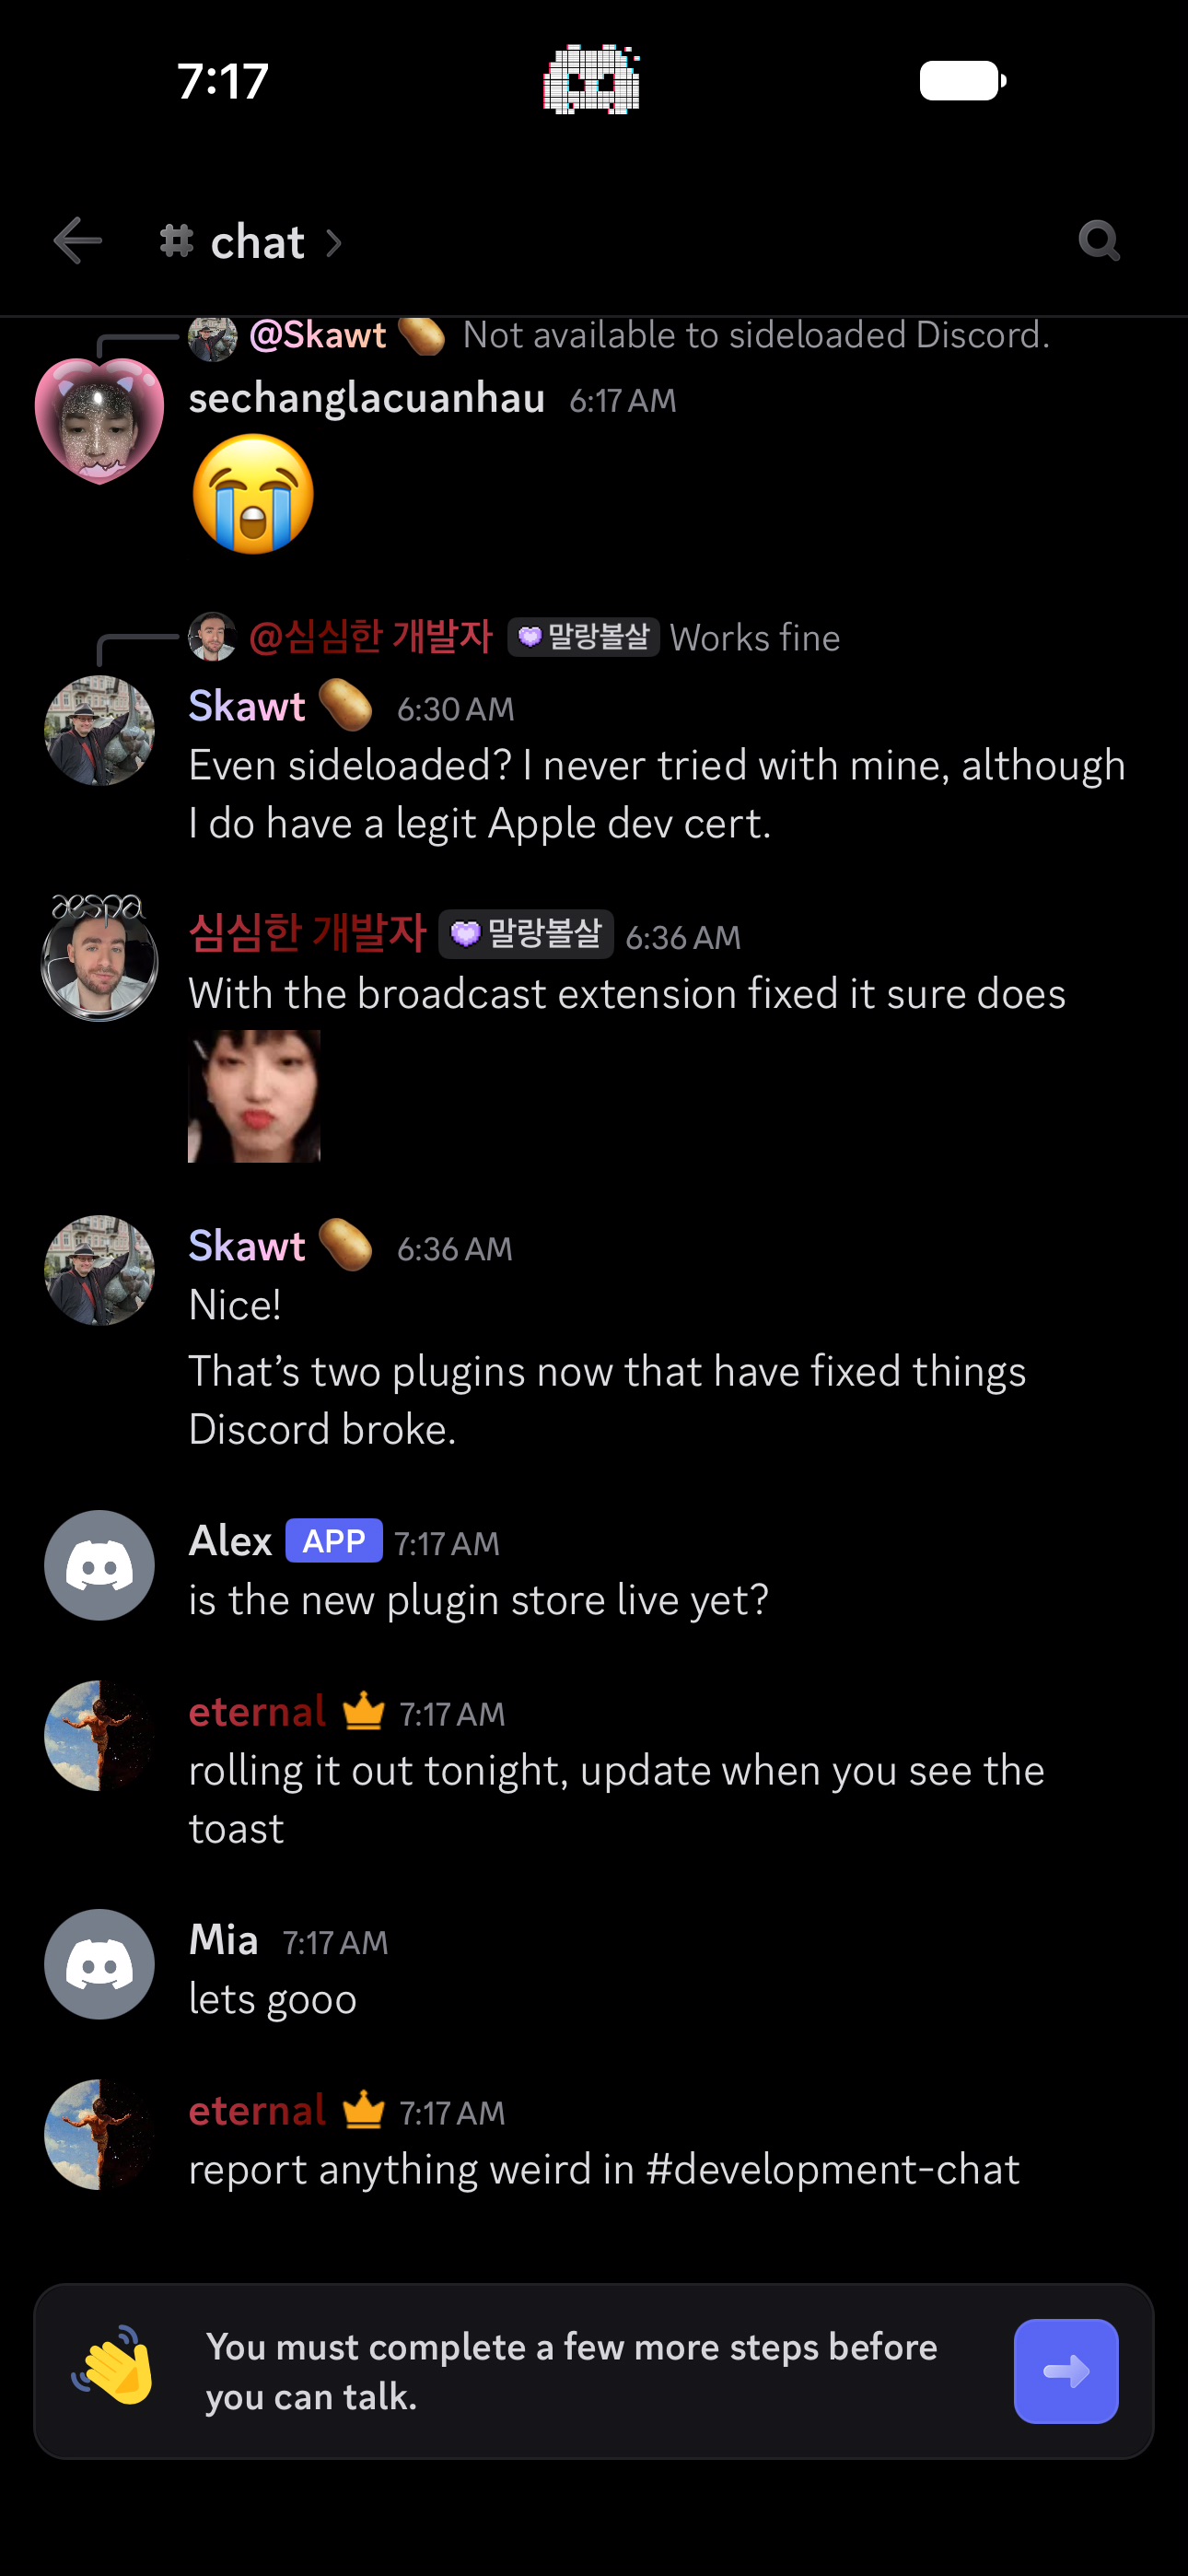 7:17
# chat
@Skawt 🥔 Not available to sideloaded Discord.
sechanglacuanhau 6:17 AM
😭
@심심한 개발자 말랑볼살 Works fine
Skawt 🥔 6:30 AM
Even sideloaded? I never tried with mine, although
I do have a legit Apple dev cert.
aespa
심심한 개발자 말랑볼살 6:36 AM
With the broadcast extension fixed it sure does
Skawt 🥔 6:36 AM
Nice!
That’s two plugins now that have fixed things
Discord broke.
Alex APP 7:17 AM
is the new plugin store live yet?
eternal 7:17 AM
rolling it out tonight, update when you see the
toast
Mia 7:17 AM
lets gooo
eternal 7:17 AM
report anything weird in #development-chat
You must complete a few more steps before
you can talk.